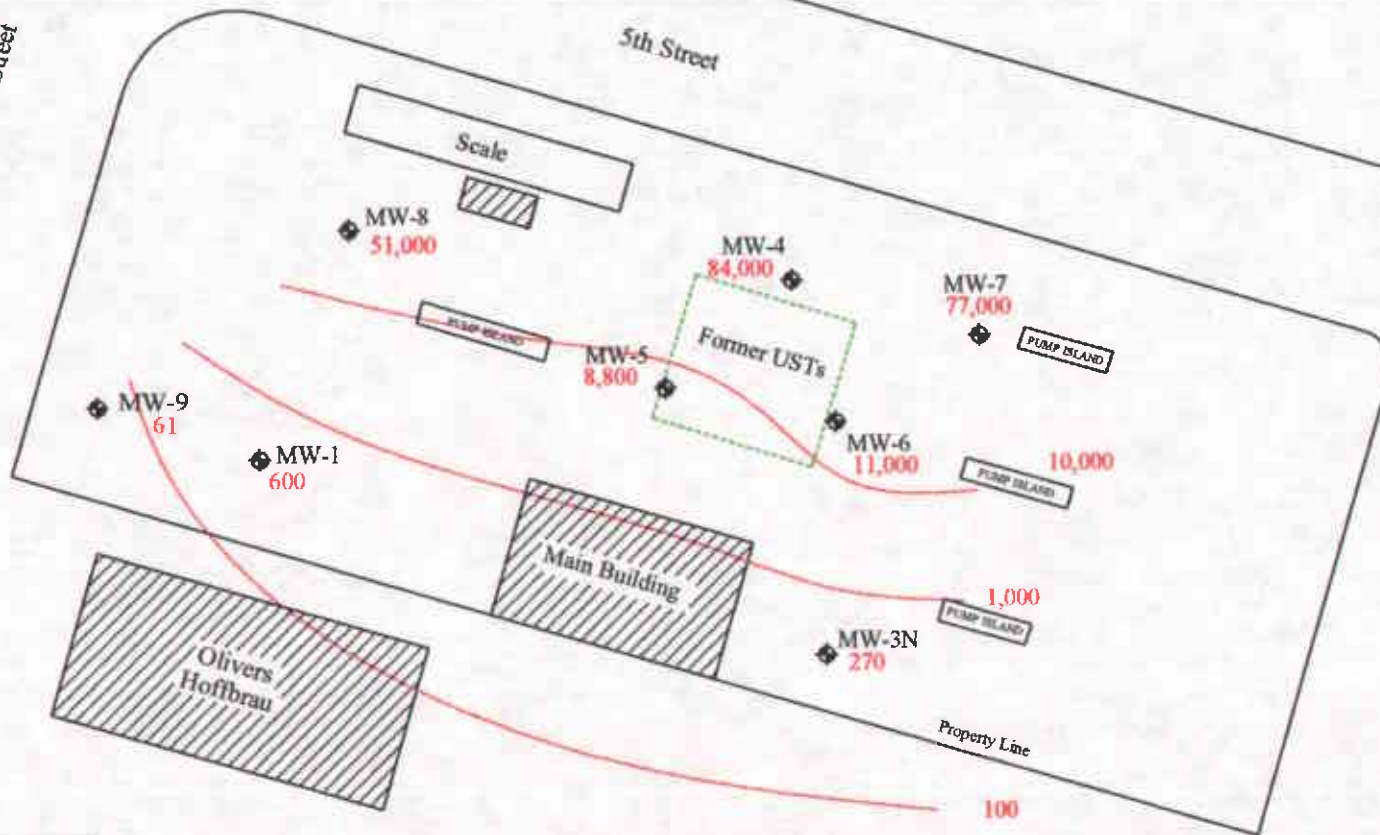 5th Street
Scale
MW-8
51,000
MW-4
84,000
MW-7
77,000
PUMP ISLAND
PUMP ISLAND
Former USTs
MW-5
8,800
MW-9
61
MW-6
11,000
MW-1
600
PUMP ISLAND
10,000
Main Building
1,000
PUMP ISLAND
MW-3N
270
Olivers
Hoffbrau
Property Line
100